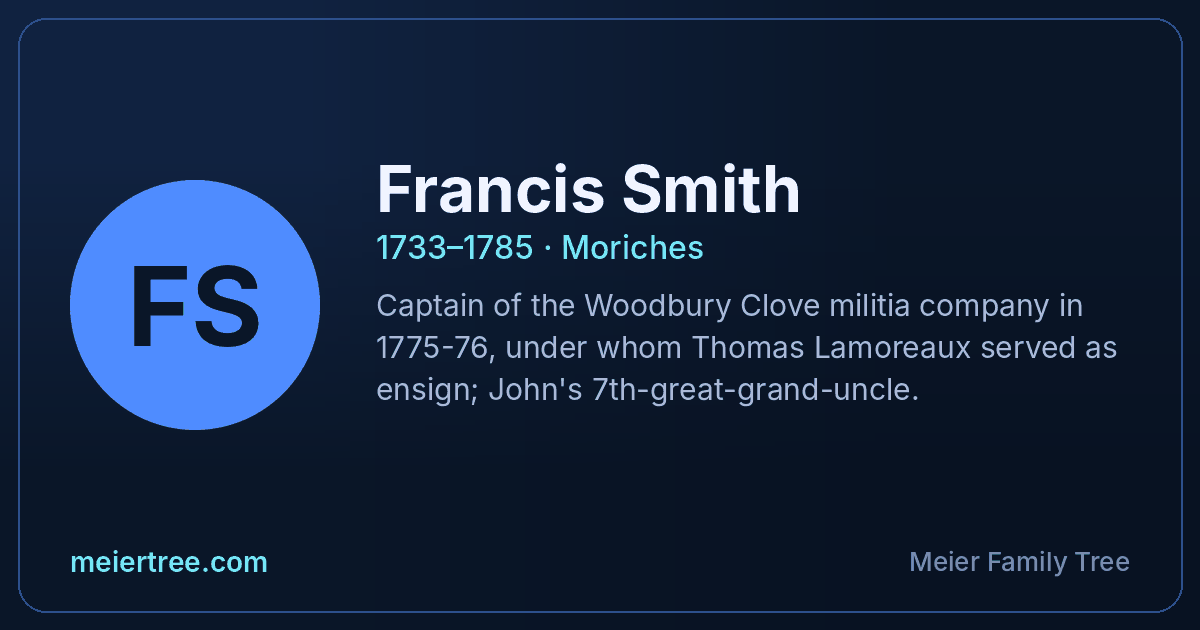 FS
Francis Smith
1733–1785 · Moriches
Captain of the Woodbury Clove militia company in
1775-76, under whom Thomas Lamoreaux served as
ensign; John's 7th-great-grand-uncle.
meiertree.com
Meier Family Tree